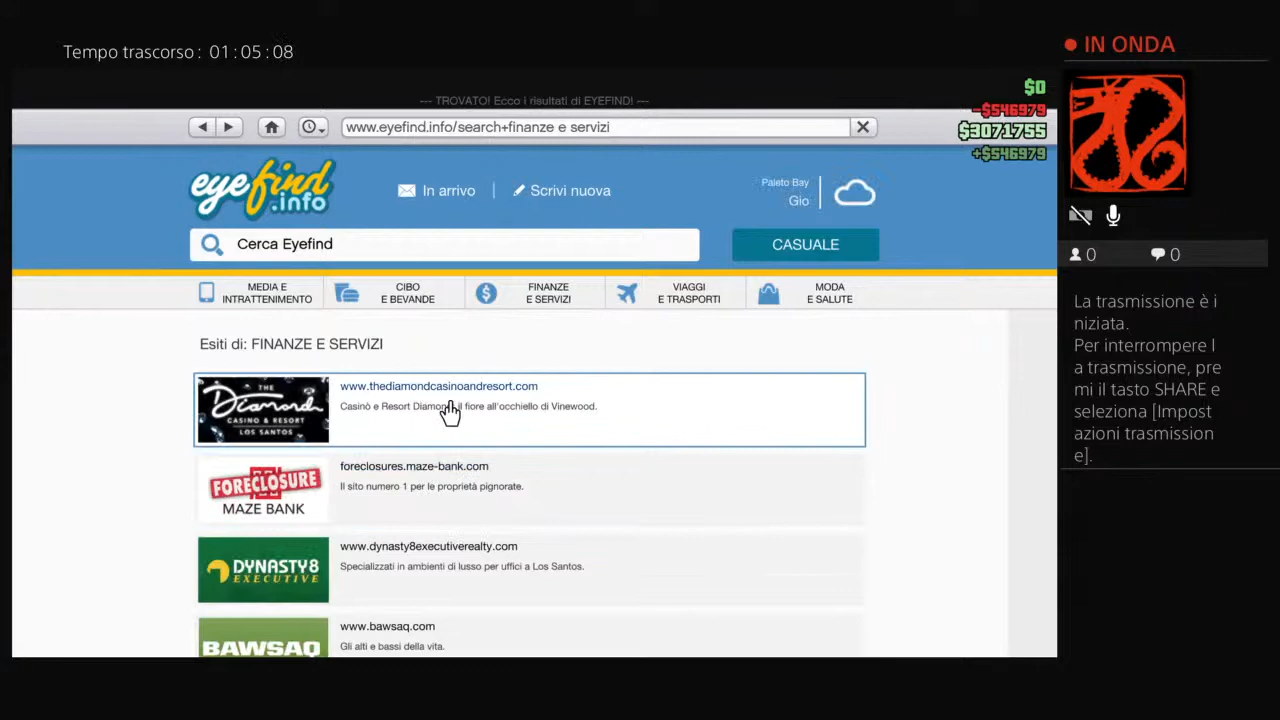 Tempo trascorso: 01:05:08
IN ONDA
--- TROVATO! Ecco i risultati di EYEFIND! ---
$0
-$546979
$3071755
+$546979
www.eyefind.info/search+finanze e servizi
eyefind
.info
In arrivo
Scrivi nuova
Paleto Bay
Gio
Cerca Eyefind
CASUALE
0
0
MEDIA E
INTRATTENIMENTO
CIBO
E BEVANDE
FINANZE
E SERVIZI
VIAGGI
E TRASPORTI
MODA
E SALUTE
La trasmissione è i
niziata.
Per interrompere l
a trasmissione, pre
mi il tasto SHARE e
seleziona [Impost
azioni trasmission
e].
Esiti di: FINANZE E SERVIZI
THE
Diamond
CASINO & RESORT
LOS SANTOS
www.thediamondcasinoandresort.com
Casinò e Resort Diamond, il fiore all'occhiello di Vinewood.
FORECLOSURE
MAZE BANK
foreclosures.maze-bank.com
Il sito numero 1 per le proprietà pignorate.
DYNASTY8
EXECUTIVE
www.dynasty8executiverealty.com
Specializzati in ambienti di lusso per uffici a Los Santos.
BAWSAQ
www.bawsaq.com
Gli alti e bassi della vita.